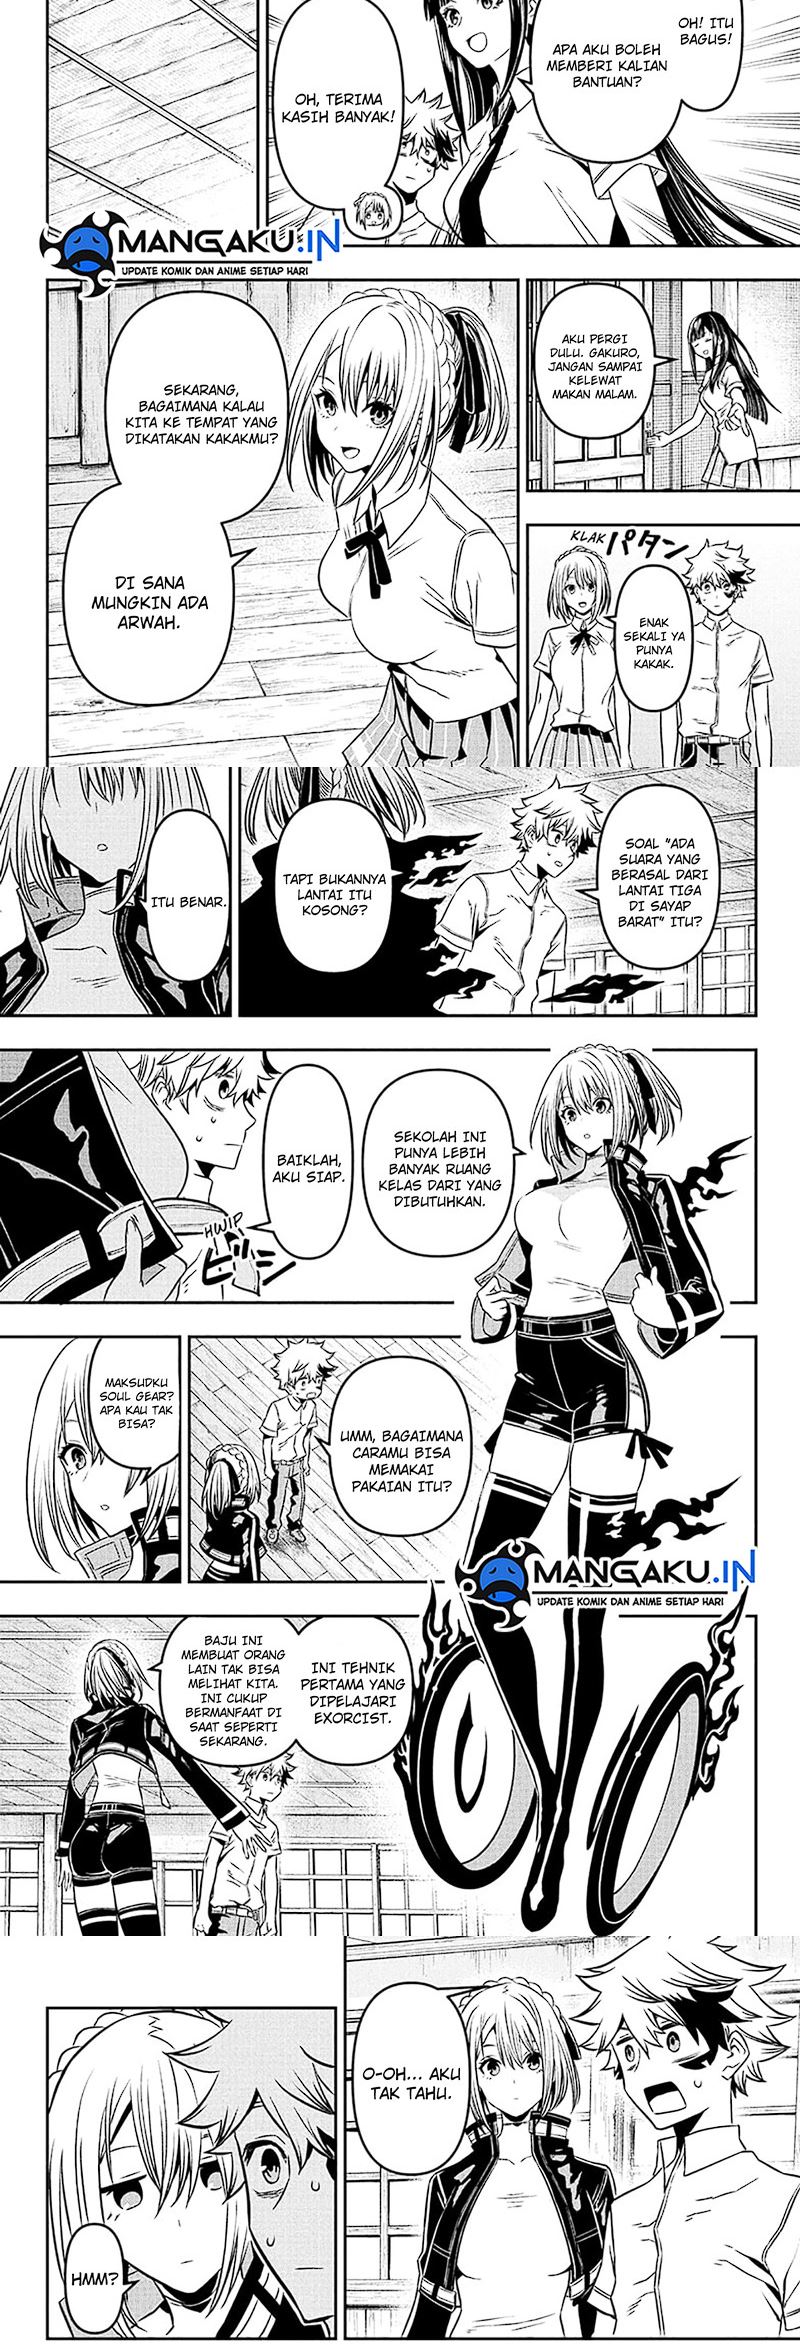 OH! ITU
BAGUS!
APA AKU BOLEH
MEMBERI KALIAN
BANTUAN?
OH, TERIMA
KASIH BANYAK!
MANGAKU.IN
UPDATE KOMIK DAN ANIME SETIAP HARI
AKU PERGI
DULU. GAKURO,
JANGAN SAMPAI
KELEWAT
MAKAN MALAM.
SEKARANG,
BAGAIMANA KALAU
KITA KE TEMPAT YANG
DIKATAKAN KAKAKMU?
DI SANA
MUNGKIN ADA
ARWAH.
KLAK
パタン
ENAK
SEKALI YA
PUNYA
KAKAK.
SOAL "ADA
SUARA YANG
BERASAL DARI
LANTAI TIGA
DI SAYAP
BARAT" ITU?
TAPI BUKANNYA
LANTAI ITU
KOSONG?
ITU BENAR.
SEKOLAH INI
PUNYA LEBIH
BANYAK RUANG
KELAS DARI YANG
DIBUTUHKAN.
BAIKLAH,
AKU SIAP.
HWIP
UMM, BAGAIMANA
CARAMU BISA
MEMAKAI
PAKAIAN ITU?
MAKSUDKU
SOUL GEAR?
APA KAU TAK
BISA?
MANGAKU.IN
UPDATE KOMIK DAN ANIME SETIAP HARI
INI TEHNIK
PERTAMA YANG
DIPELAJARI
EXORCIST.
BAJU INI
MEMBUAT ORANG
LAIN TAK BISA
MELIHAT KITA.
INI CUKUP
BERMANFAAT DI
SAAT SEPERTI
SEKARANG.
O-OH... AKU
TAK TAHU.
HMM?